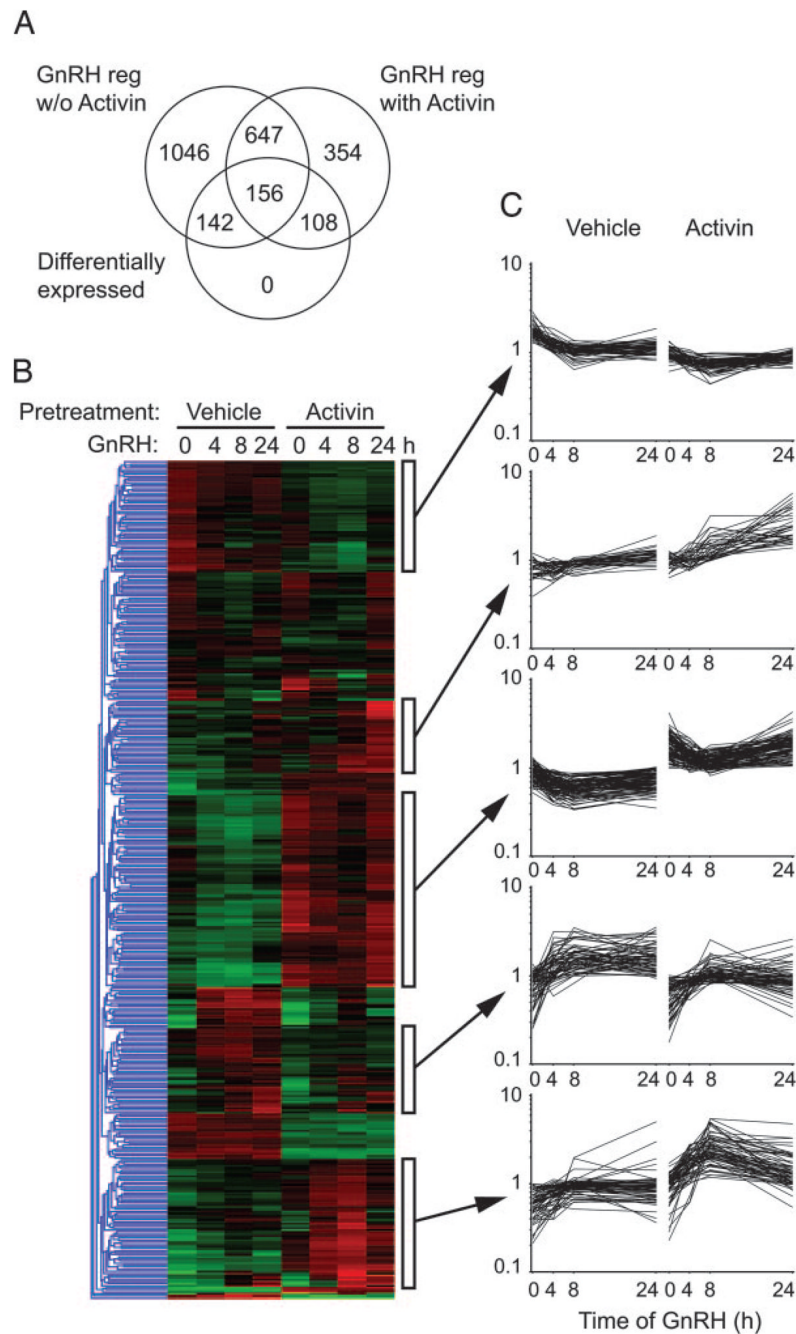 A
GnRH reg
w/o Activin
GnRH reg
with Activin
1046
647
354
156
142
108
Differentially
expressed
0
B
Pretreatment: Vehicle Activin
GnRH: 0 4 8 24 0 4 8 24 h
C
Vehicle Activin
10
1
0.1
0 4 8 24 0 4 8 24
10
1
0.1
0 4 8 24 0 4 8 24
10
1
0.1
0 4 8 24 0 4 8 24
10
1
0.1
0 4 8 24 0 4 8 24
10
1
0.1
0 4 8 24 0 4 8 24
Time of GnRH (h)